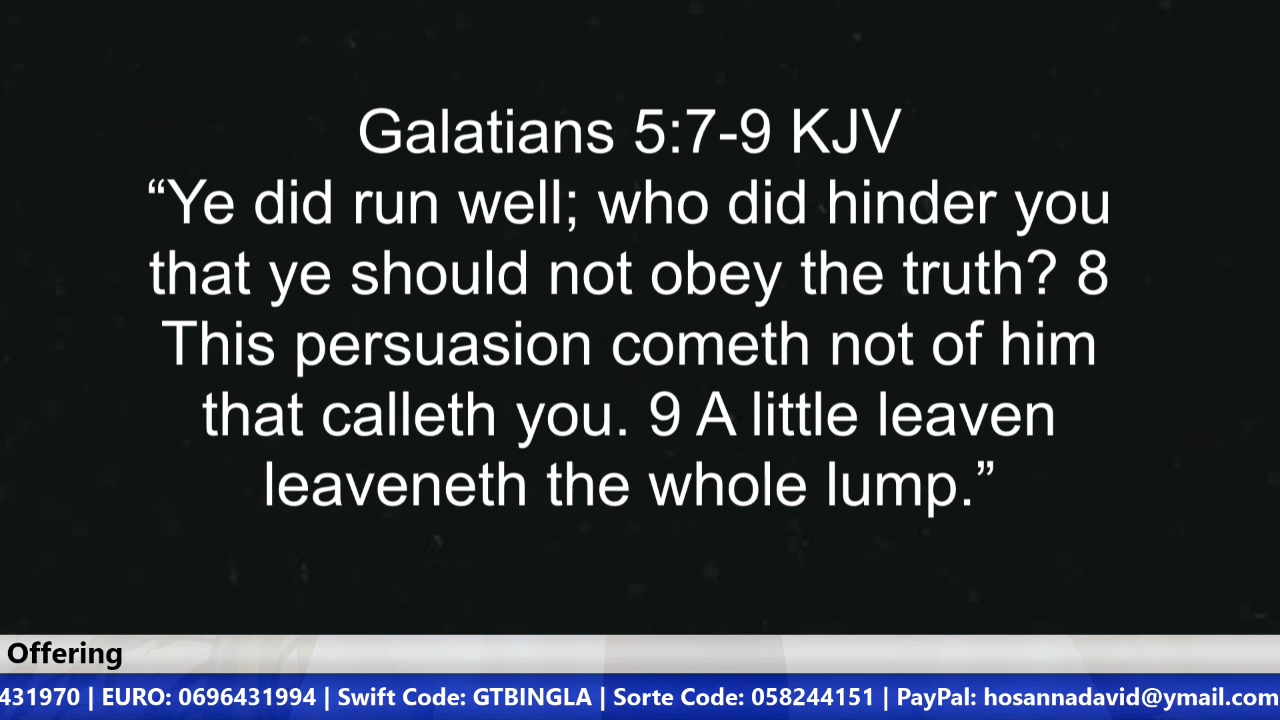 Galatians 5:7-9 KJV
“Ye did run well; who did hinder you
that ye should not obey the truth? 8
This persuasion cometh not of him
that calleth you. 9 A little leaven
leaveneth the whole lump.”
Offering
431970 | EURO: 0696431994 | Swift Code: GTBINGLA | Sorte Code: 058244151 | PayPal: hosannadavid@ymail.com